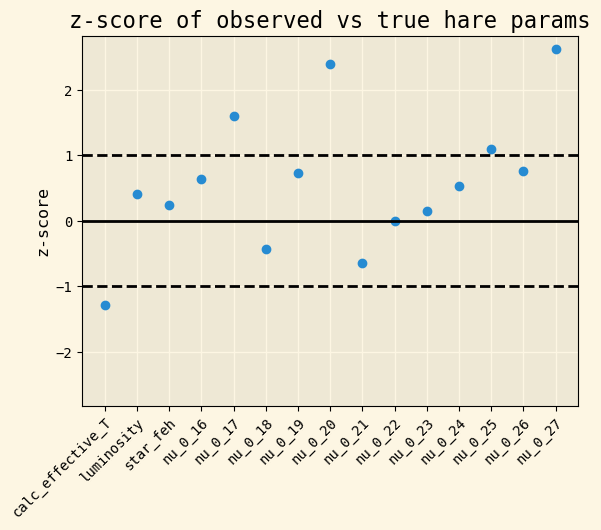 z-score of observed vs true hare params
z-score
2
1
0
−1
−2
calc_effective_T
luminosity
star_feh
nu_0_16
nu_0_17
nu_0_18
nu_0_19
nu_0_20
nu_0_21
nu_0_22
nu_0_23
nu_0_24
nu_0_25
nu_0_26
nu_0_27